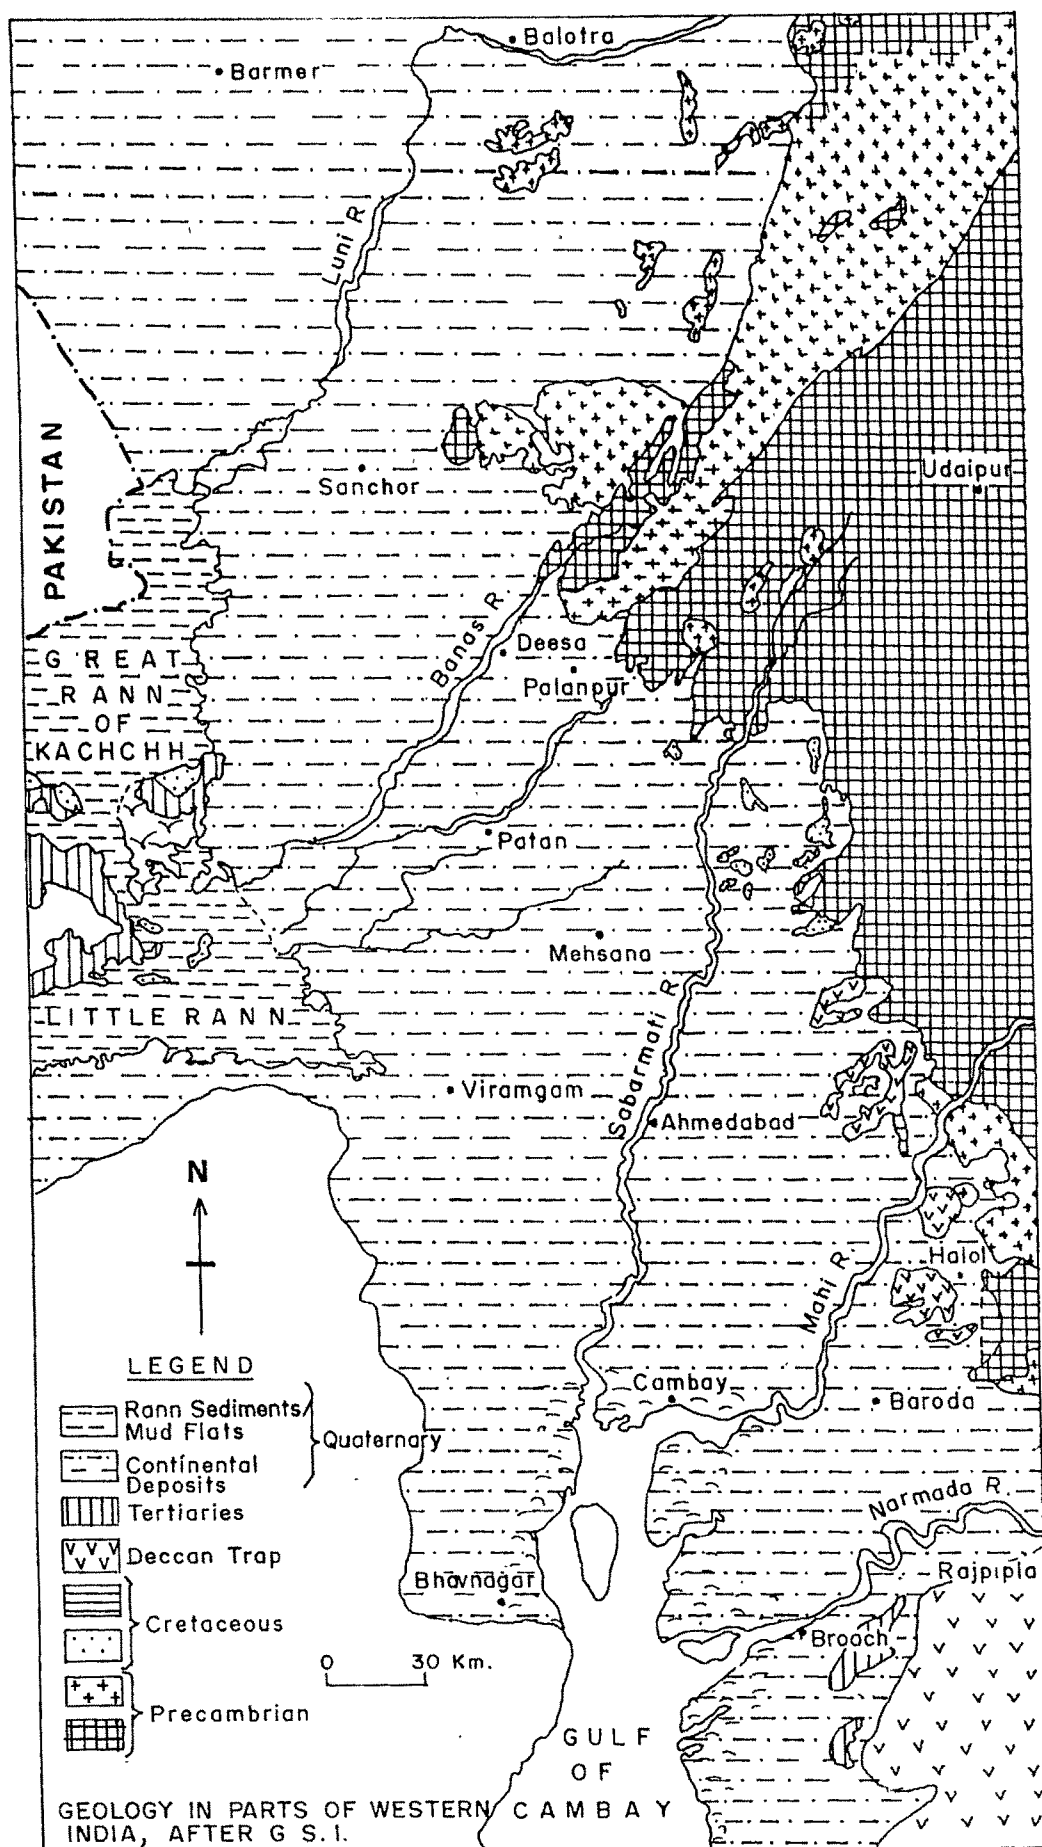 Balotra
Barmer
Luni R.
PAKISTAN
Sanchor
Udaipur
Banas R.
Deesa
Palanpur
GREAT
RANN
OF
KACHCHH
Patan
Mehsana
LITTLE RANN
Sabarmati R.
Viramgam
Ahmedabad
N
Halol
Mahi R.
LEGEND
Rann Sediments/
Mud Flats
Continental
Deposits
Quaternary
Tertiaries
Deccan Trap
Cretaceous
Precambrian
Cambay
Baroda
Narmada R.
Rajpipla
Bhavnagar
Broach
0 30 Km.
GULF
OF
CAMBAY
GEOLOGY IN PARTS OF WESTERN
INDIA, AFTER G S.I.